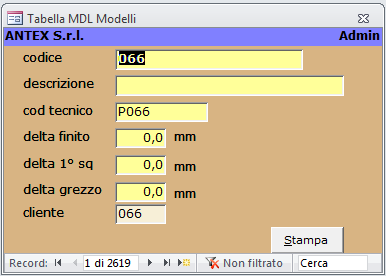 Tabella MDL Modelli
ANTEX S.r.l. Admin
codice 066
descrizione
cod tecnico P066
delta finito 0,0 mm
delta 1° sq 0,0 mm
delta grezzo 0,0 mm
cliente 066
Stampa
Record: 1 di 2619 Non filtrato Cerca